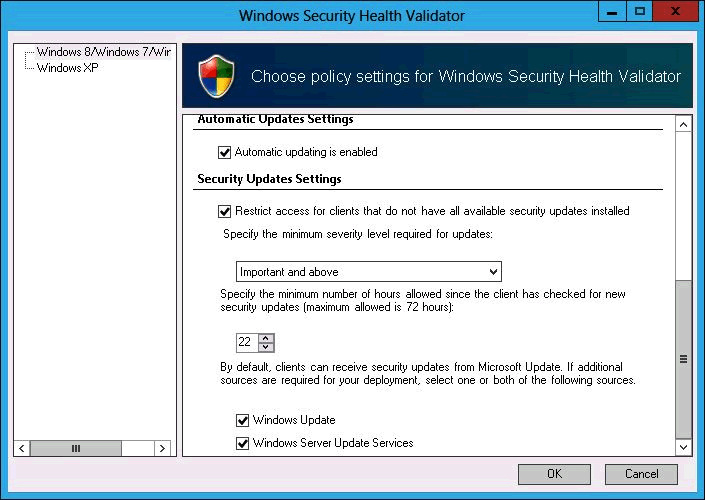 Windows Security Health Validator
Windows 8/Windows 7/Wir
Windows XP
Choose policy settings for Windows Security Health Validator
Automatic Updates Settings
Automatic updating is enabled
Security Updates Settings
Restrict access for clients that do not have all available security updates installed
Specify the minimum severity level required for updates:
Important and above
Specify the minimum number of hours allowed since the client has checked for new
security updates (maximum allowed is 72 hours):
22
By default, clients can receive security updates from Microsoft Update. If additional
sources are required for your deployment, select one or both of the following sources.
Windows Update
Windows Server Update Services
OK
Cancel